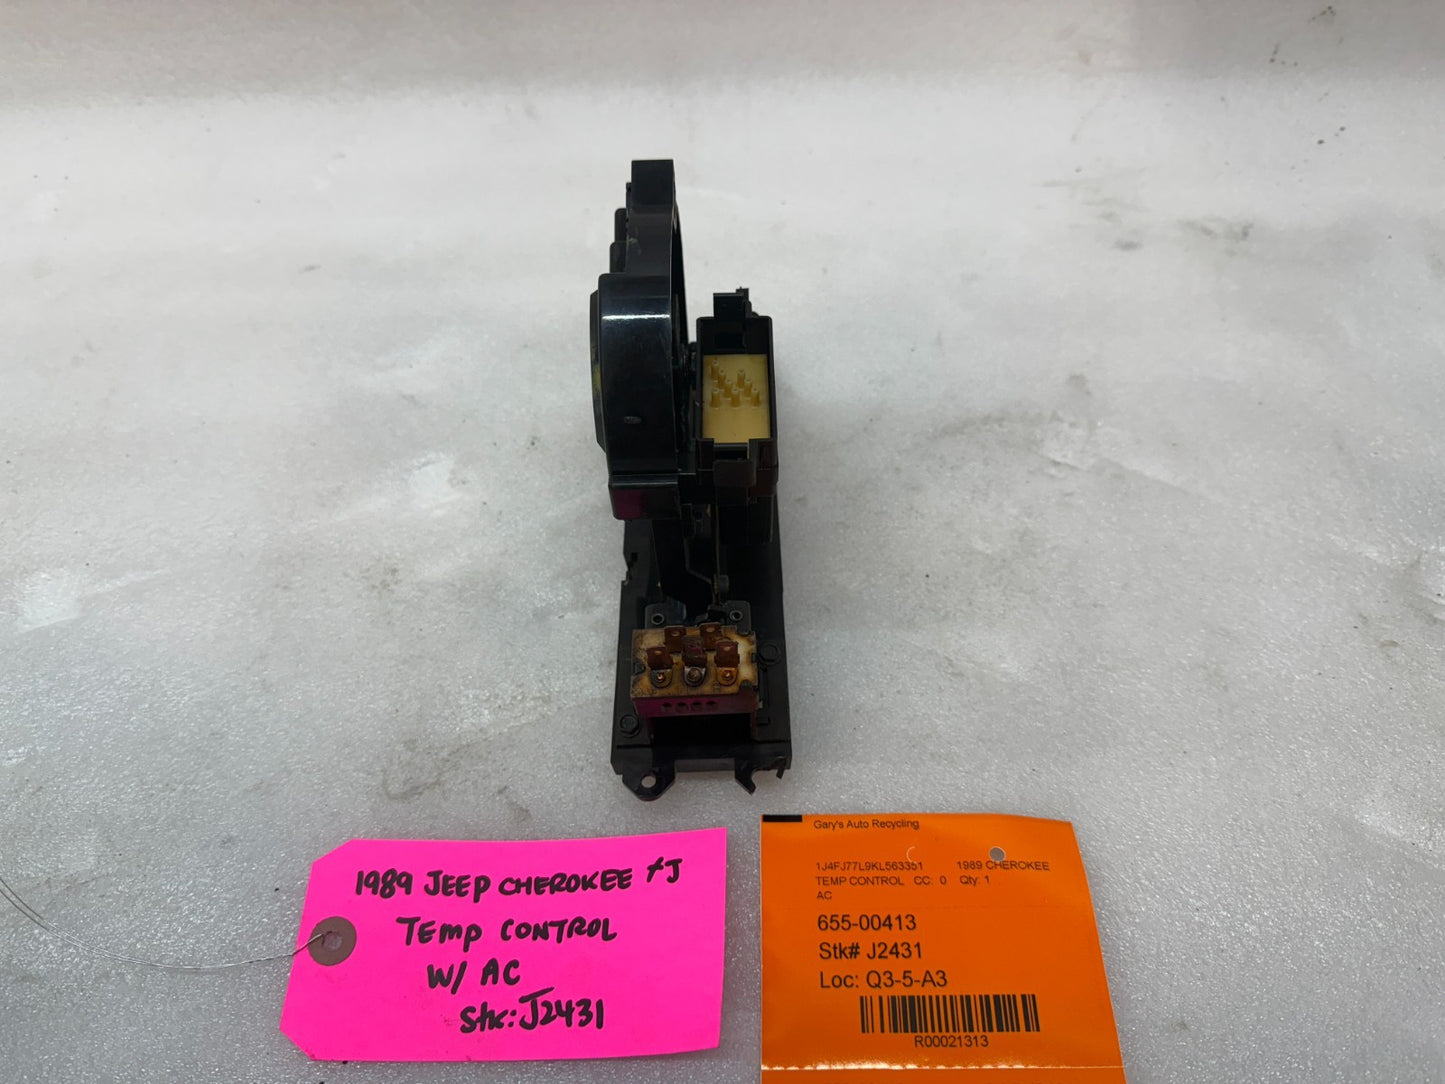 1989 JEEP CHEROKEE XJ
TEMP CONTROL
W/ AC
Stk: J2431
Gary's Auto Recycling
1J4FJ77L9KL563351 1989 CHEROKEE
TEMP CONTROL CC: 0 Qty: 1
AC
655-00413
Stk# J2431
Loc: Q3-5-A3
R00021313